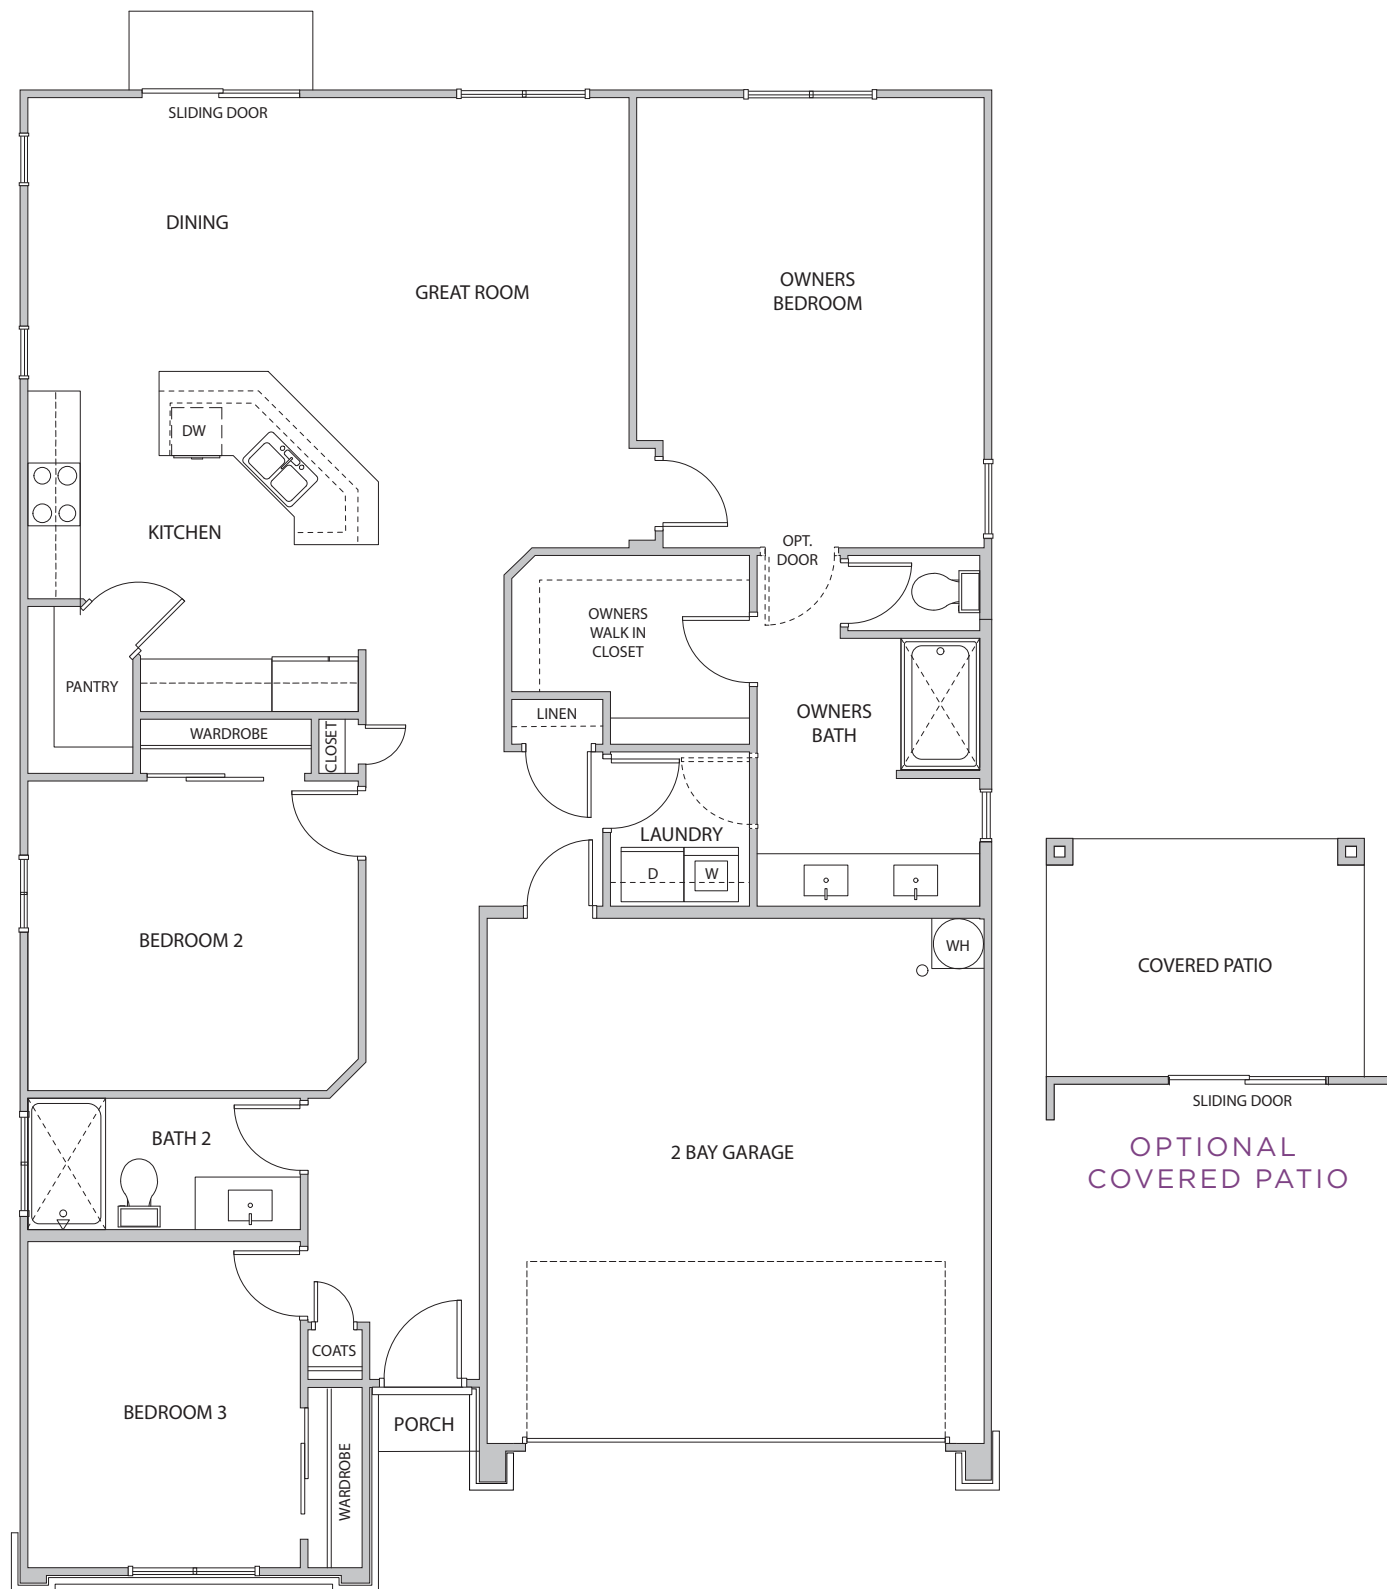 SLIDING DOOR
DINING
GREAT ROOM
OWNERS
BEDROOM
DW
KITCHEN
OPT.
DOOR
OWNERS
WALK IN
CLOSET
PANTRY
LINEN
OWNERS
BATH
WARDROBE
CLOSET
LAUNDRY
D
W
BEDROOM 2
WH
COVERED PATIO
SLIDING DOOR
OPTIONAL
COVERED PATIO
BATH 2
2 BAY GARAGE
COATS
BEDROOM 3
PORCH
WARDROBE